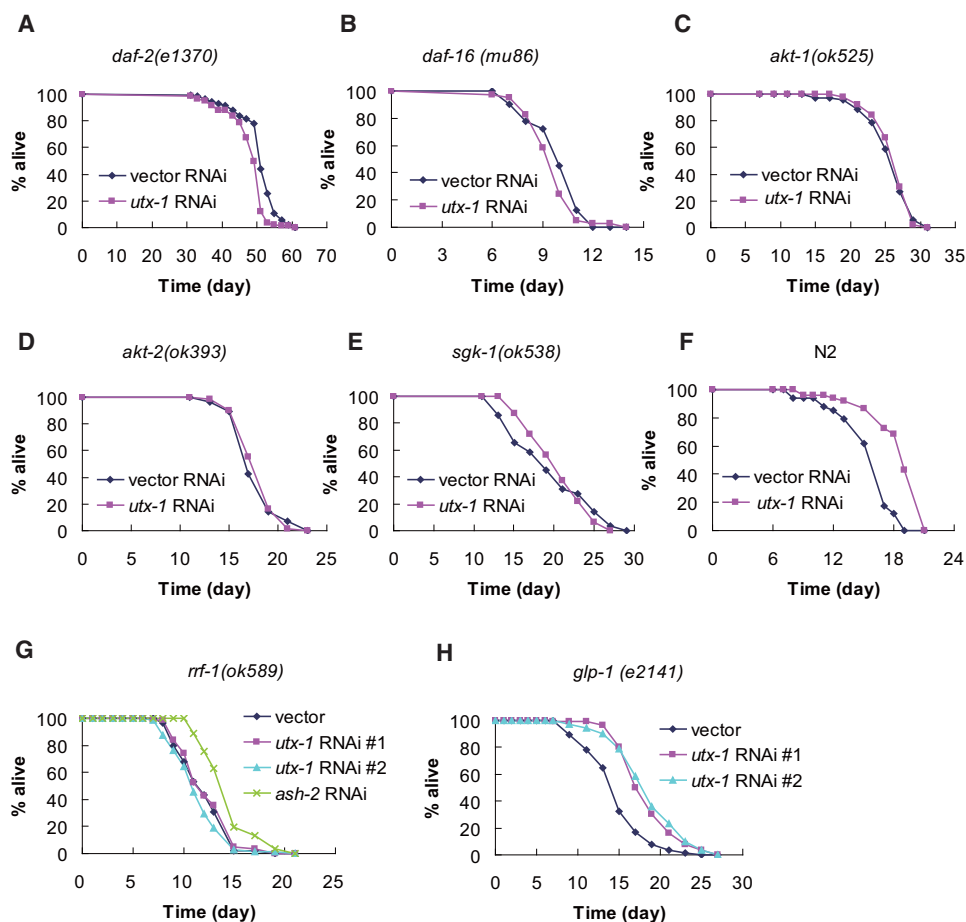 A
daf-2(e1370)
% alive
100
80
60
40
20
0
vector RNAi
utx-1 RNAi
0 10 20 30 40 50 60 70
Time (day)
B
daf-16 (mu86)
% alive
100
80
60
40
20
0
vector RNAi
utx-1 RNAi
0 3 6 9 12 15
Time (day)
C
akt-1(ok525)
% alive
100
80
60
40
20
0
vector RNAi
utx-1 RNAi
0 5 10 15 20 25 30 35
Time (day)
D
akt-2(ok393)
% alive
100
80
60
40
20
0
vector RNAi
utx-1 RNAi
0 5 10 15 20 25
Time (day)
E
sgk-1(ok538)
% alive
100
80
60
40
20
0
vector RNAi
utx-1 RNAi
0 5 10 15 20 25 30
Time (day)
F
N2
% alive
100
80
60
40
20
0
vector RNAi
utx-1 RNAi
0 6 12 18 24
Time (day)
G
rrf-1(ok589)
% alive
100
80
60
40
20
0
vector
utx-1 RNAi #1
utx-1 RNAi #2
ash-2 RNAi
0 5 10 15 20 25
Time (day)
H
glp-1 (e2141)
% alive
100
80
60
40
20
0
vector
utx-1 RNAi #1
utx-1 RNAi #2
0 5 10 15 20 25 30
Time (day)